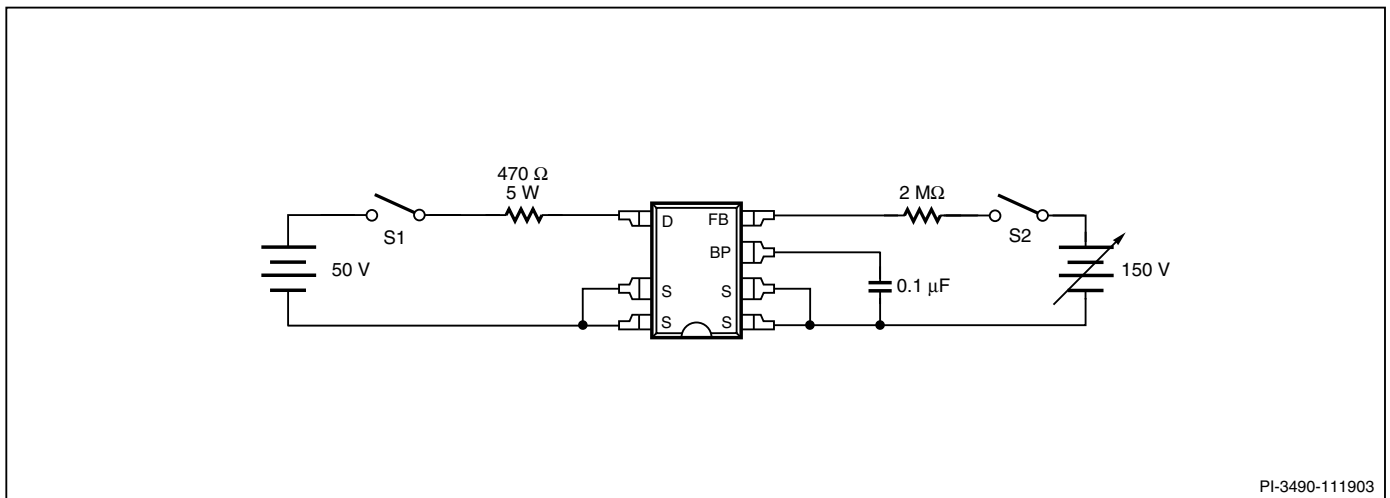 470 Ω
5 W
2 MΩ
S1
D
FB
S2
BP
50 V
150 V
0.1 µF
S
S
S
S
PI-3490-111903